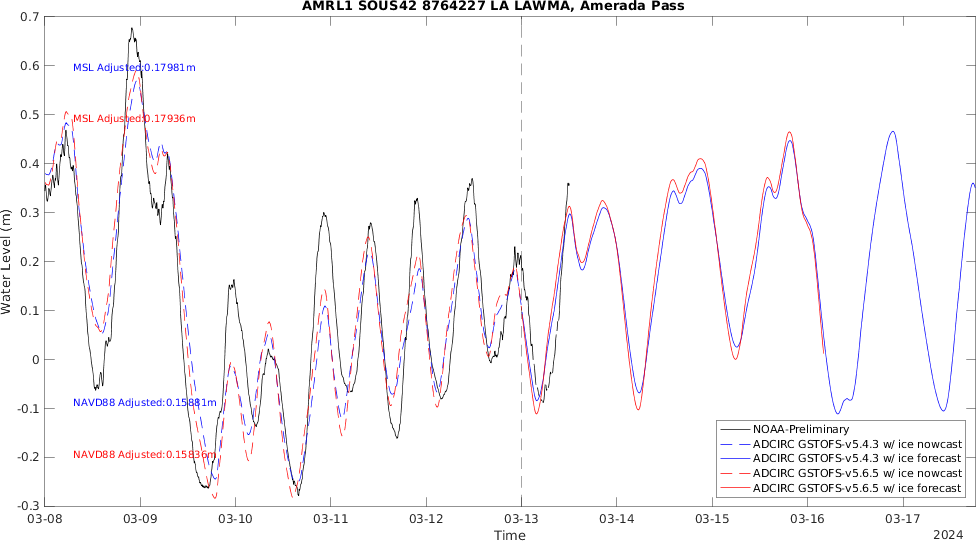 AMRL1 SOUS42 8764227 LA LAWMA, Amerada Pass
0.7
0.6
0.5
0.4
0.3
0.2
0.1
0
-0.1
-0.2
-0.3
Water Level (m)
MSL Adjusted:0.17981m
MSL Adjusted:0.17936m
NAVD88 Adjusted:0.15881m
NAVD88 Adjusted:0.15836m
NOAA-Preliminary
ADCIRC GSTOFS-v5.4.3 w/ ice nowcast
ADCIRC GSTOFS-v5.4.3 w/ ice forecast
ADCIRC GSTOFS-v5.6.5 w/ ice nowcast
ADCIRC GSTOFS-v5.6.5 w/ ice forecast
03-08 03-09 03-10 03-11 03-12 03-13 03-14 03-15 03-16 03-17
Time
2024